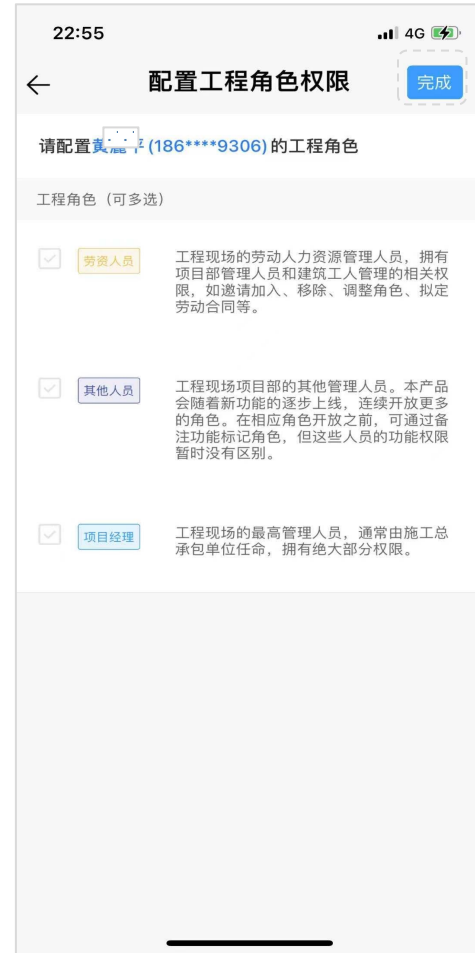 22:55
4G
配置工程角色权限
完成
请配置黄 平(186****9306)的工程角色
工程角色（可多选）
劳资人员
工程现场的劳动人力资源管理人员，拥有
项目部管理人员和建筑工人管理的相关权
限，如邀请加入、移除、调整角色、拟定
劳动合同等。
其他人员
工程现场项目部的其他管理人员。本产品
会随着新功能的逐步上线，连续开放更多
的角色。在相应角色开放之前，可通过备
注功能标记角色，但这些人员的功能权限
暂时没有区别。
项目经理
工程现场的最高管理人员，通常由施工总
承包单位任命，拥有绝大部分权限。